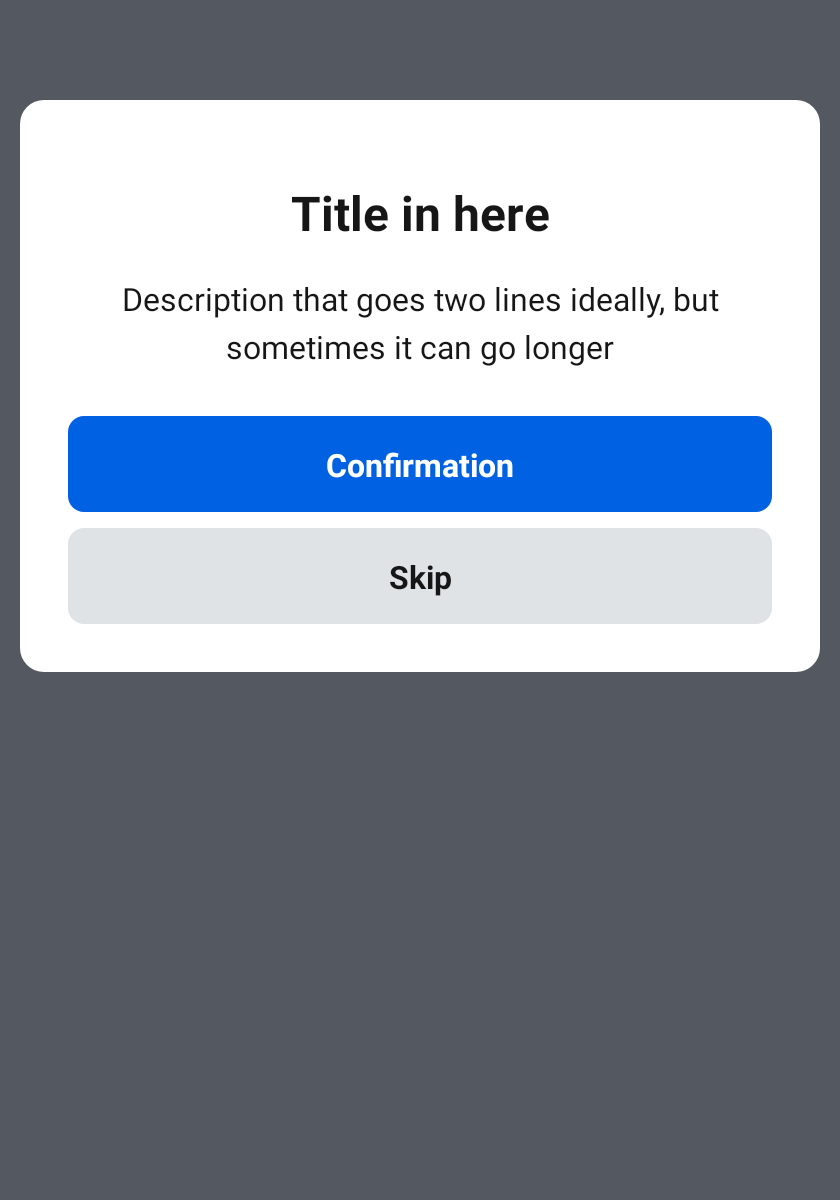 Title in here
Description that goes two lines ideally, but
sometimes it can go longer
Confirmation
Skip